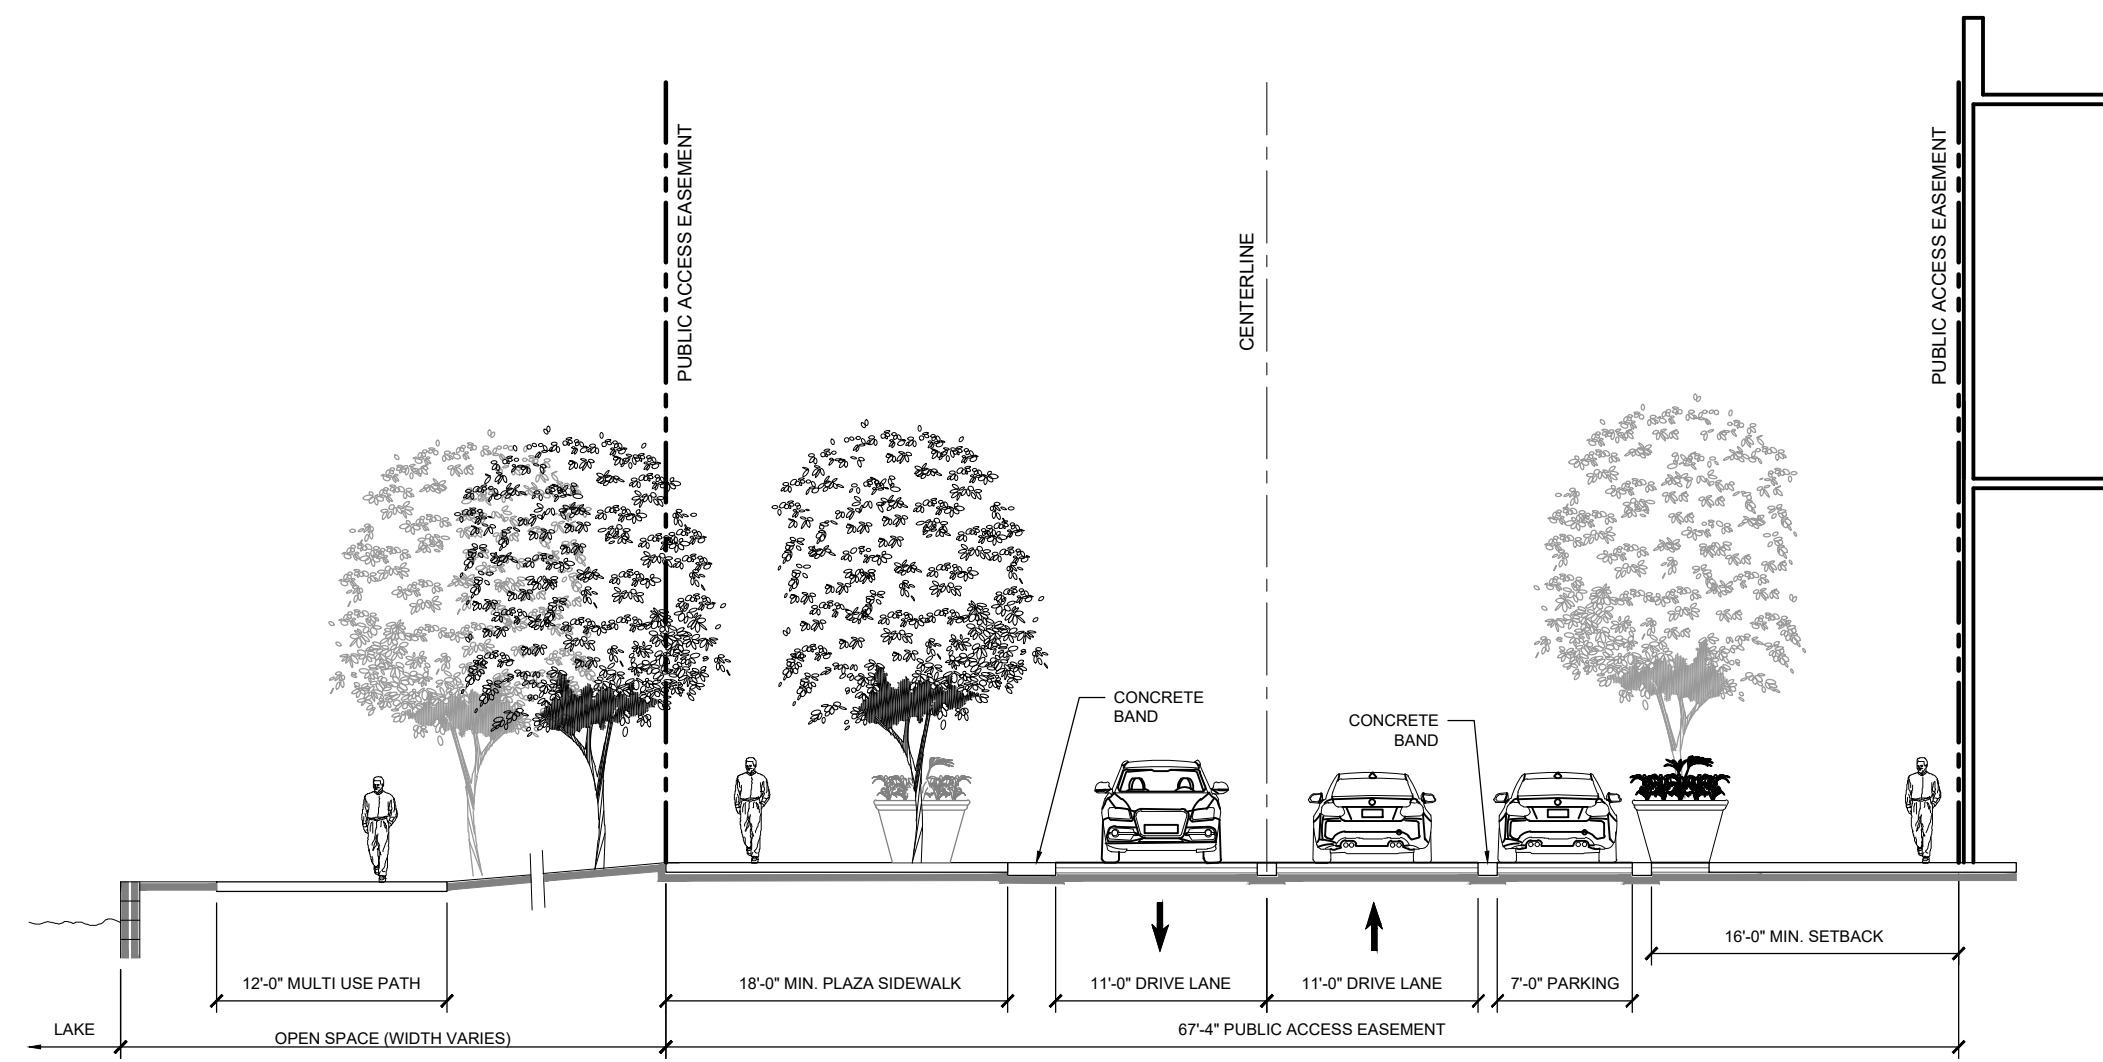 PUBLIC ACCESS EASEMENT
CENTERLINE
PUBLIC ACCESS EASEMENT
CONCRETE
BAND
CONCRETE
BAND
16'-0" MIN. SETBACK
12'-0" MULTI USE PATH
18'-0" MIN. PLAZA SIDEWALK
11'-0" DRIVE LANE
11'-0" DRIVE LANE
7'-0" PARKING
LAKE
OPEN SPACE (WIDTH VARIES)
67'-4" PUBLIC ACCESS EASEMENT